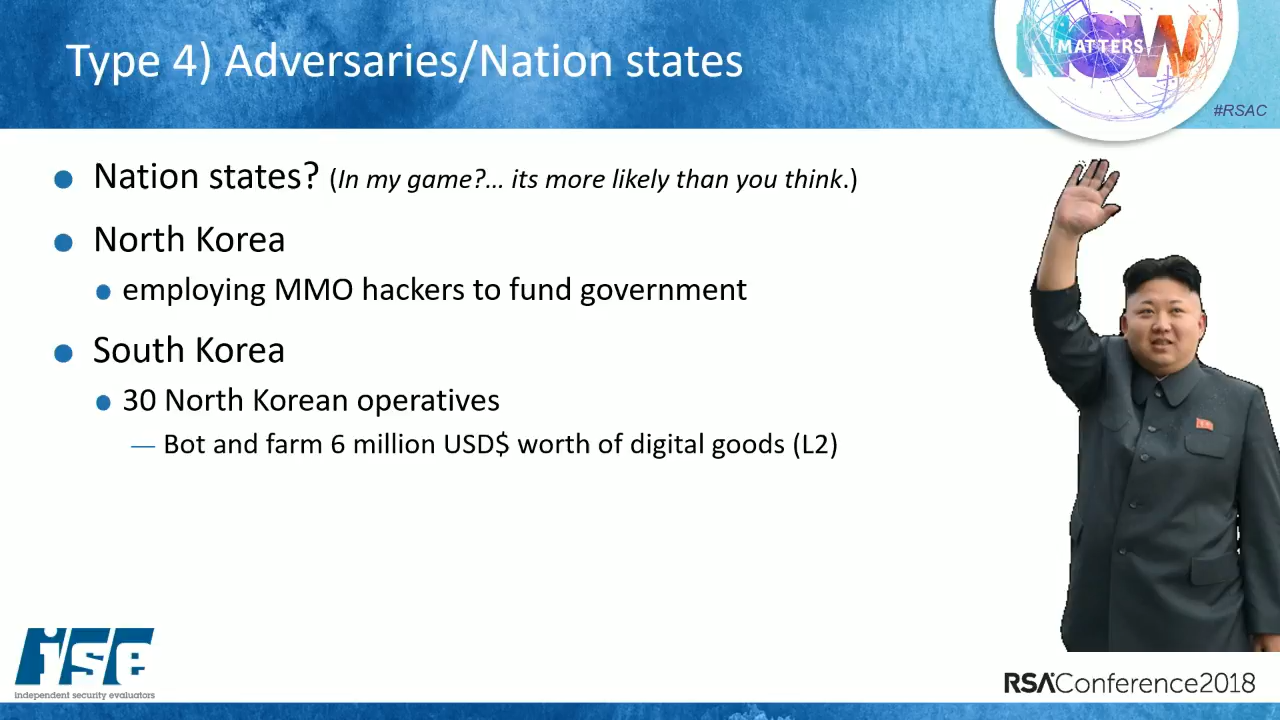 Type 4) Adversaries/Nation states
NOW
MATTERS
#RSAC
Nation states? (In my game?... its more likely than you think.)
North Korea
employing MMO hackers to fund government
South Korea
30 North Korean operatives
— Bot and farm 6 million USD$ worth of digital goods (L2)
ise
independent security evaluators
RSAConference2018